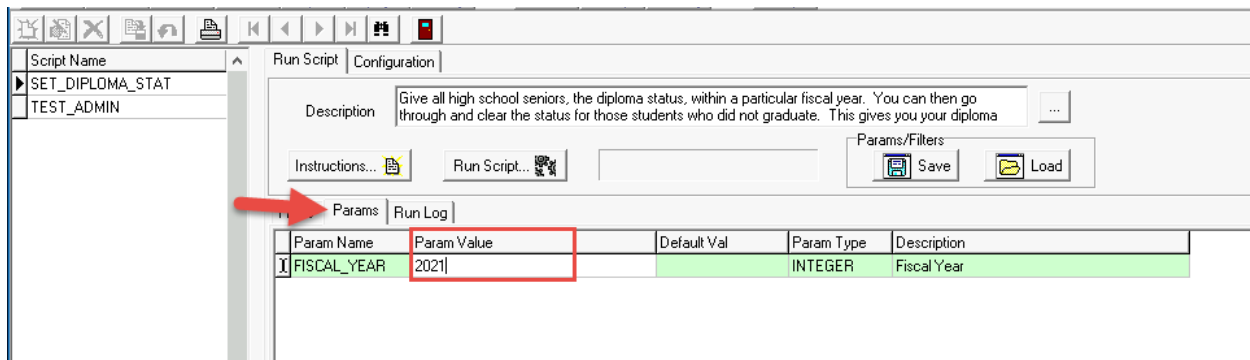 Script Name
SET_DIPLOMA_STAT
TEST_ADMIN
Run Script Configuration
Description
Give all high school seniors, the diploma status, within a particular fiscal year. You can then go
through and clear the status for those students who did not graduate. This gives you your diploma
...
Params/Filters
Instructions... Run Script... Save Load
Params Run Log
Param Name Param Value Default Val Param Type Description
FISCAL_YEAR 2021 INTEGER Fiscal Year